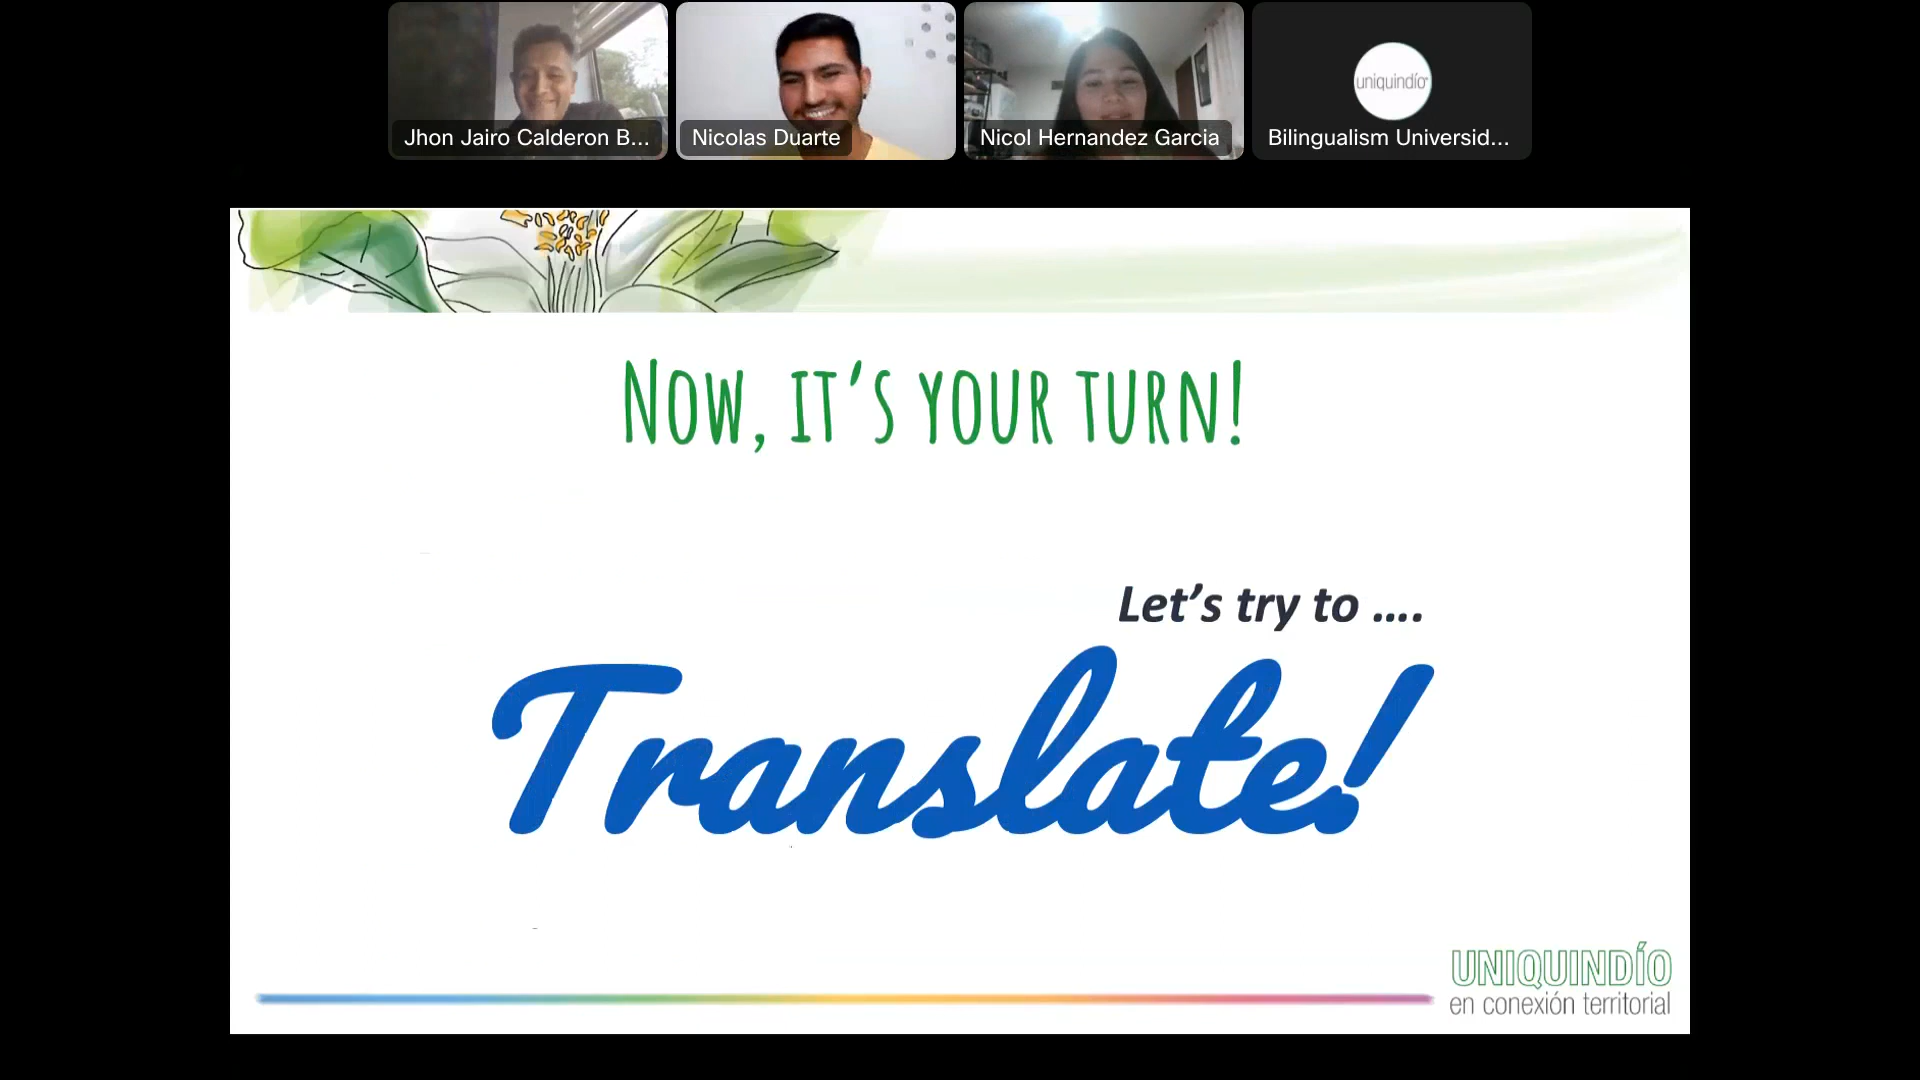 Jhon Jairo Calderon B...
Nicolas Duarte
Nicol Hernandez Garcia
uniquindío
Bilingualism Universid...
NOW, IT'S YOUR TURN!
Let's try to ....
Translate!
UNIQUINDÍO
en conexión territorial